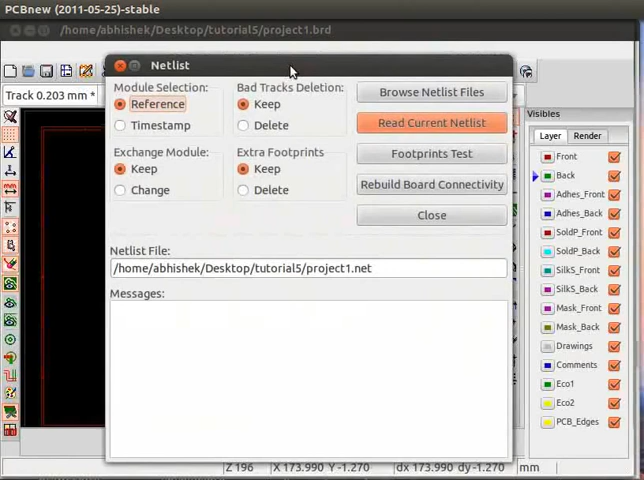 PCBnew (2011-05-25)-stable
/home/abhishek/Desktop/tutorial5/project1.brd
Netlist
Track 0.203 mm *
Module Selection:
Reference
Timestamp
Bad Tracks Deletion:
Keep
Delete
Exchange Module:
Keep
Change
Extra Footprints
Keep
Delete
Browse Netlist Files
Read Current Netlist
Footprints Test
Rebuild Board Connectivity
Close
Netlist File:
/home/abhishek/Desktop/tutorial5/project1.net
Messages:
Visibles
Layer Render
Front
Back
Adhes_Front
Adhes_Back
SoldP_Front
SoldP_Back
SilkS_Front
SilkS_Back
Mask_Front
Mask_Back
Drawings
Comments
Eco1
Eco2
PCB_Edges
Z 196 X 173.990 Y -1.270 dx 173.990 dy -1.270 mm